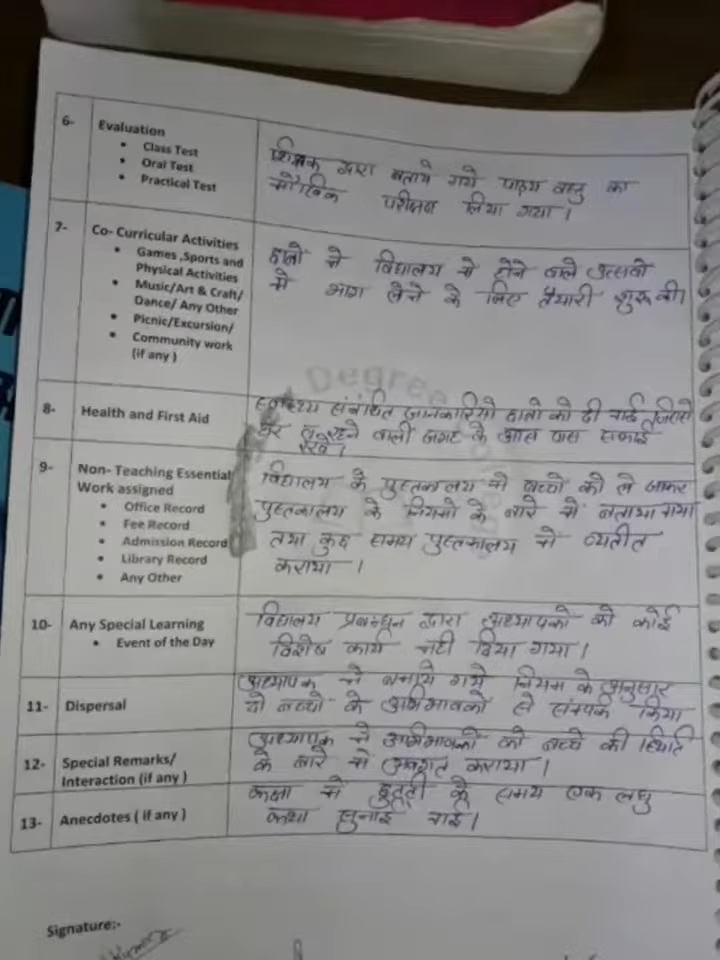 6- Evaluation
• Class Test
• Oral Test
• Practical Test
शिक्षक द्वारा बताये गये पाठ्य वस्तु का
मौखिक परीक्षण लिया गया।
7- Co- Curricular Activities
• Games ,Sports and
Physical Activities
• Music/Art & Craft/
Dance/ Any Other
• Picnic/Excursion/
• Community work
(if any )
छात्रो ने विद्यालय मे होने वाले उत्सवो
मे भाग लेने के लिए तैयारी शुरू की।
Degree College
8- Health and First Aid
स्वास्थ्य संबंधित जानकारियाँ छात्रो को दी गई जिससे
घर रहने वाली जगह के आस पास सफाई
रखे।
9- Non- Teaching Essential
Work assigned
• Office Record
• Fee Record
• Admission Record
• Library Record
• Any Other
विद्यालय के पुस्तकालय मे बच्चो को ले जाकर
पुस्तकालय के नियमो के बारे मे बताया गया
तथा कुछ समय पुस्तकालय मे व्यतीत
कराया ।
10- Any Special Learning
• Event of the Day
विद्यालय प्रबन्धन द्वारा अध्यापको को कोई
विशेष कार्य नही दिया गया।
11- Dispersal
अध्यापक ने बनाये गये नियम के अनुसार
दो बच्चो के अभिभावको से संम्पर्क किया
12- Special Remarks/
Interaction (if any )
अध्यापक ने अभिभावको को बच्चे की स्थिति
के बारे मे अवगत कराया।
13- Anecdotes ( if any )
कक्षा मे छुट्टी के समय एक लघु
कथा सुनाई गई।
Signature:-
Kumar